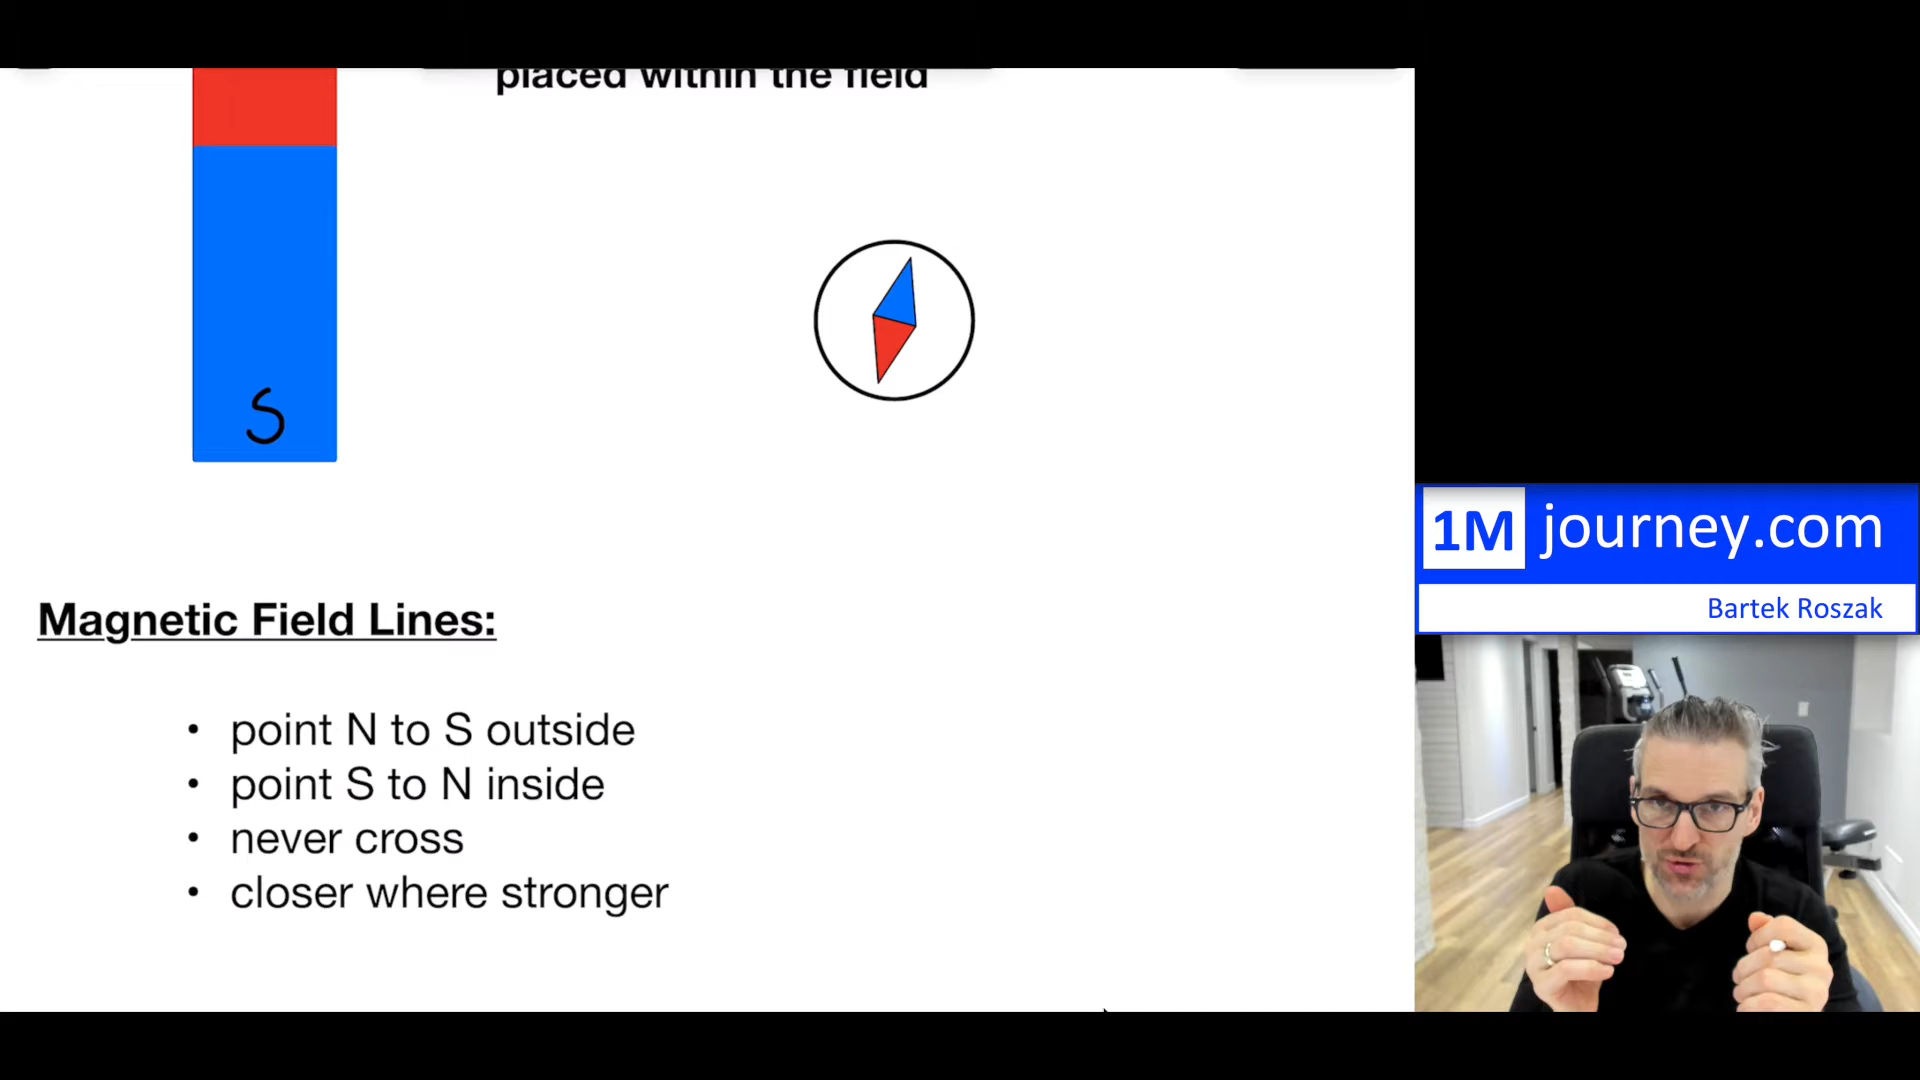 placed within the field
S
1M journey.com
Bartek Roszak
Magnetic Field Lines:
• point N to S outside
• point S to N inside
• never cross
• closer where stronger